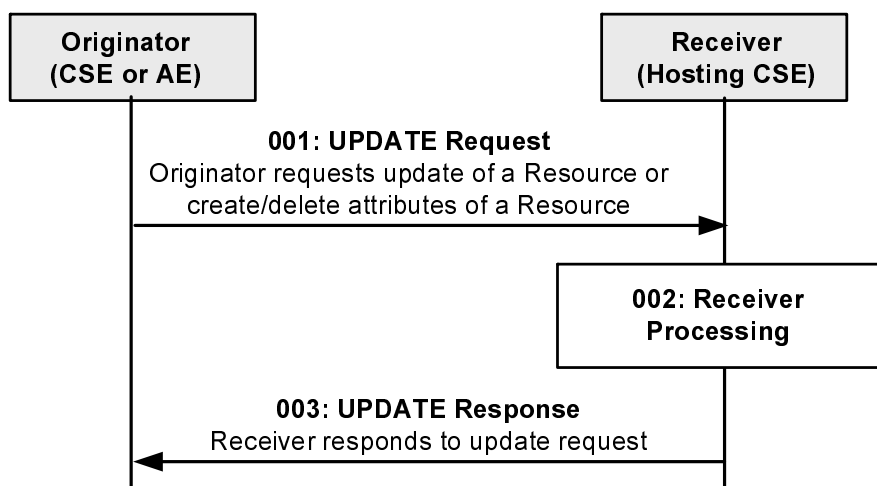 Originator
(CSE or AE)
Receiver
(Hosting CSE)
001: UPDATE Request
Originator requests update of a Resource or
create/delete attributes of a Resource
002: Receiver
Processing
003: UPDATE Response
Receiver responds to update request